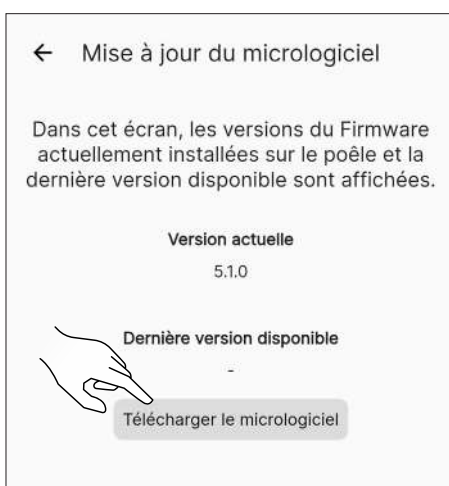 ← Mise à jour du micrologiciel
Dans cet écran, les versions du Firmware
actuellement installées sur le poêle et la
dernière version disponible sont affichées.
Version actuelle
5.1.0
Dernière version disponible
-
Télécharger le micrologiciel